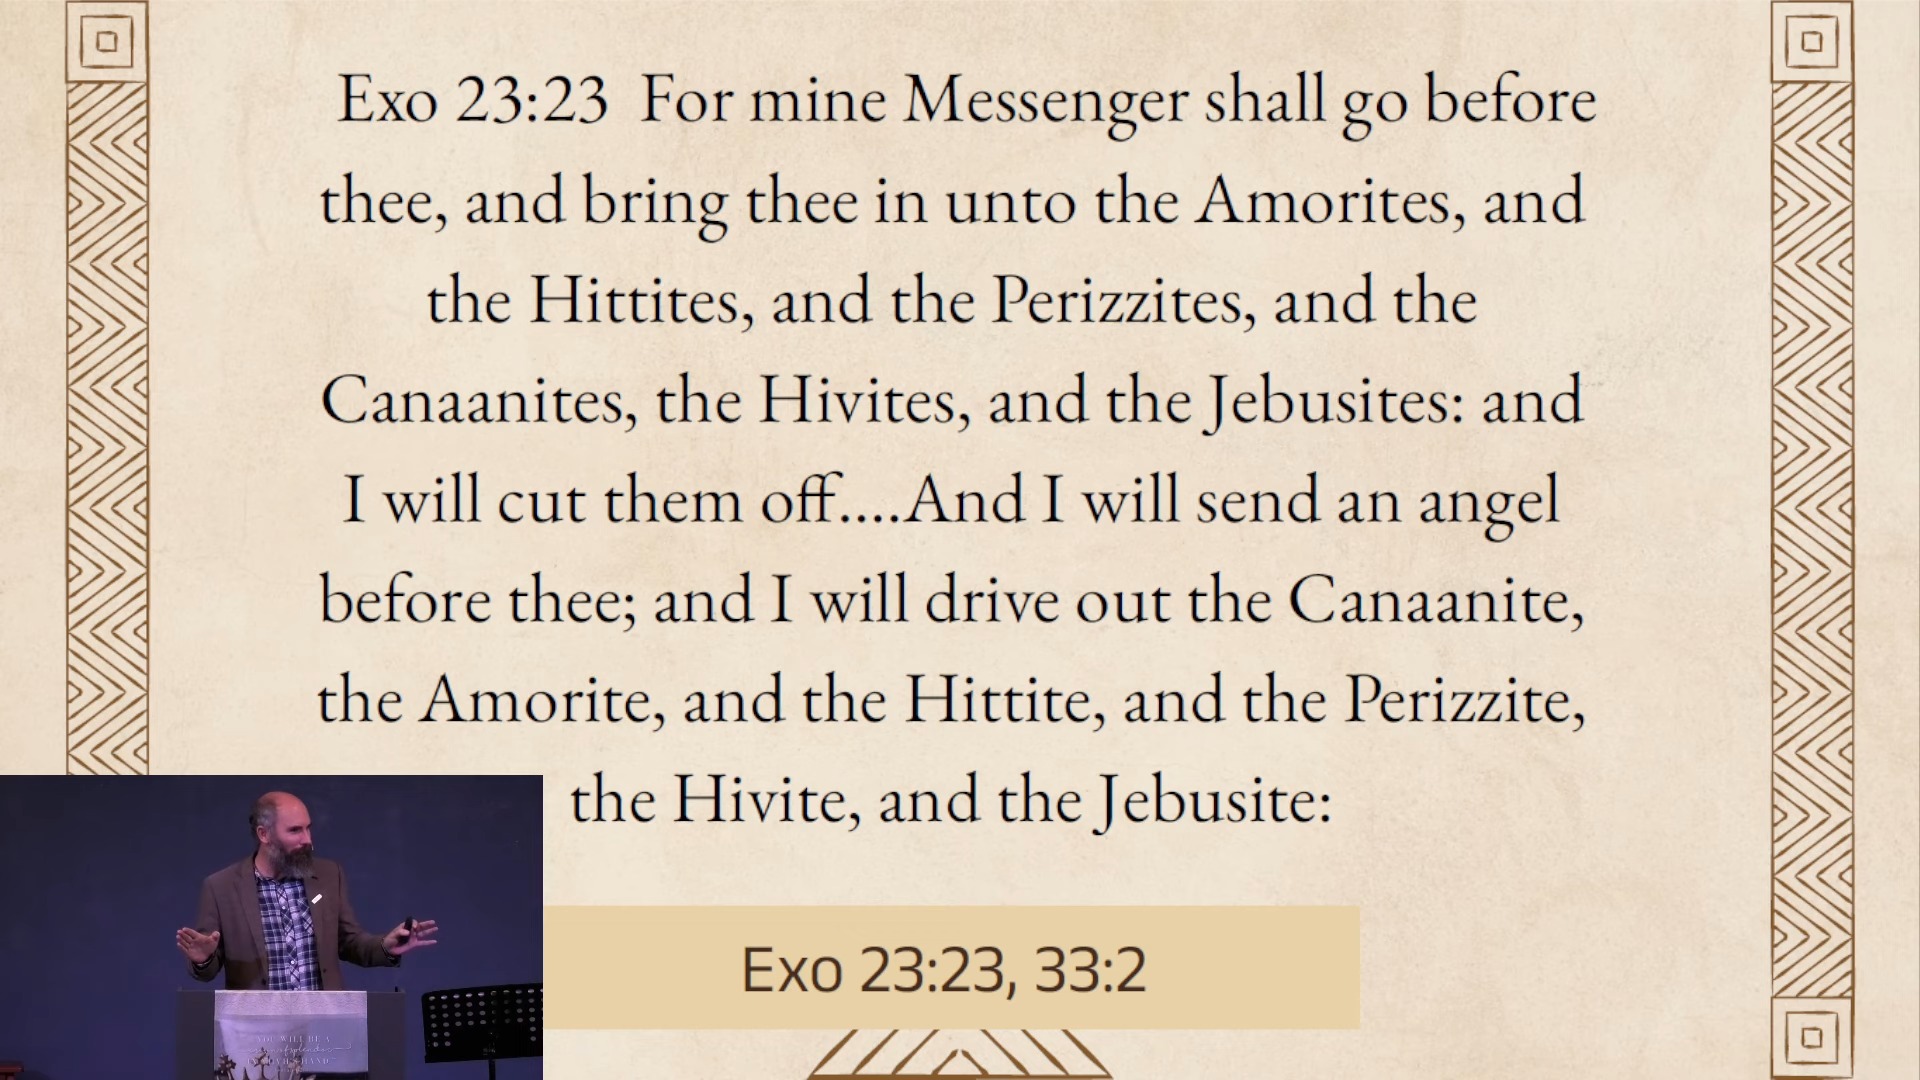 Exo 23:23 For mine Messenger shall go before
thee, and bring thee in unto the Amorites, and
the Hittites, and the Perizzites, and the
Canaanites, the Hivites, and the Jebusites: and
I will cut them off....And I will send an angel
before thee; and I will drive out the Canaanite,
the Amorite, and the Hittite, and the Perizzite,
the Hivite, and the Jebusite:
Exo 23:23, 33:2
YOU WILL BE A